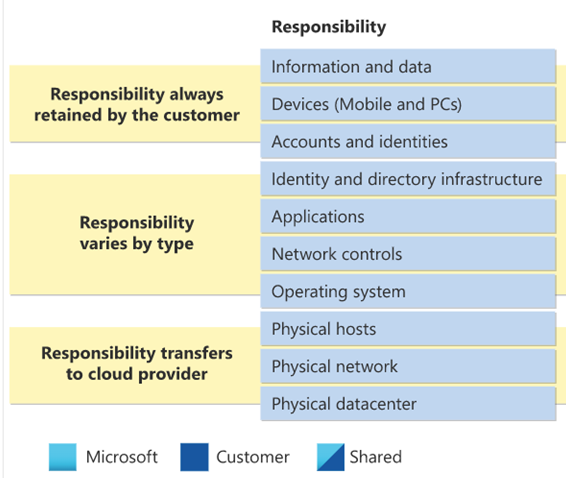 Responsibility
Information and data
Responsibility always
retained by the customer
Devices (Mobile and PCs)
Accounts and identities
Identity and directory infrastructure
Responsibility
varies by type
Applications
Network controls
Operating system
Physical hosts
Responsibility transfers
to cloud provider
Physical network
Physical datacenter
Microsoft
Customer
Shared